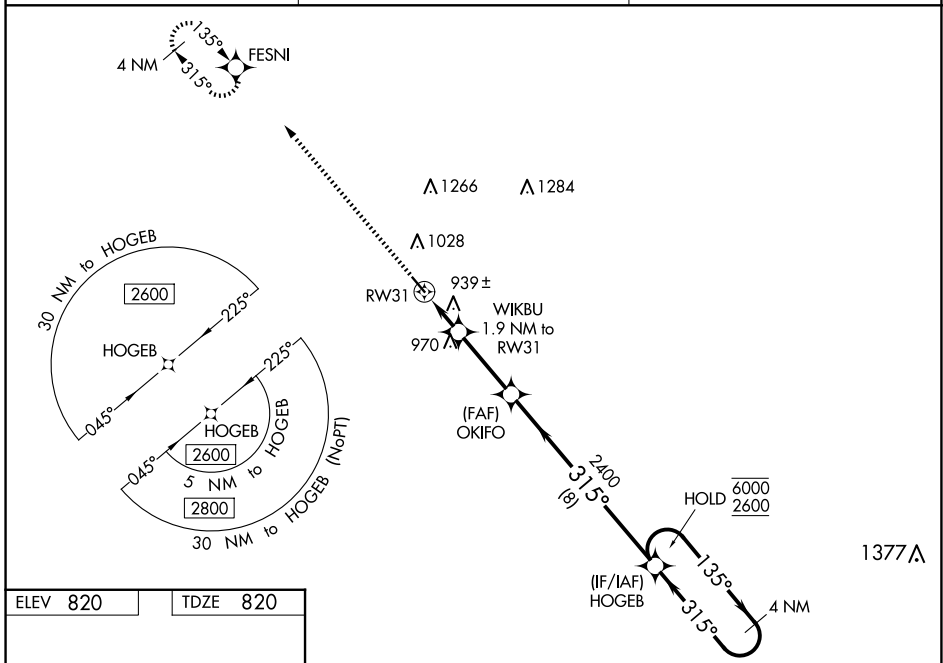 135°
FESNI
4 NM
315°
1266
1284
1028
30 NM to HOGEB
2600
225°
RW31
939±
WIKBU
1.9 NM to
RW31
970
HOGEB
045°
225°
HOGEB
045°
2600
5 NM to HOGEB
2800
30 NM to HOGEB (NoPT)
(FAF)
OKIFO
2400
315°
(8)
HOLD 6000
2600
1377
135°
(IF/IAF)
HOGEB
4 NM
315°
ELEV 820
TDZE 820